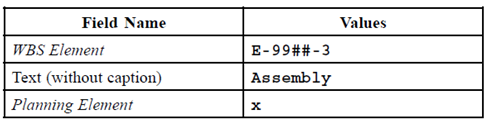 Field Name Values
WBS Element E-99##-3
Text (without caption) Assembly
Planning Element x